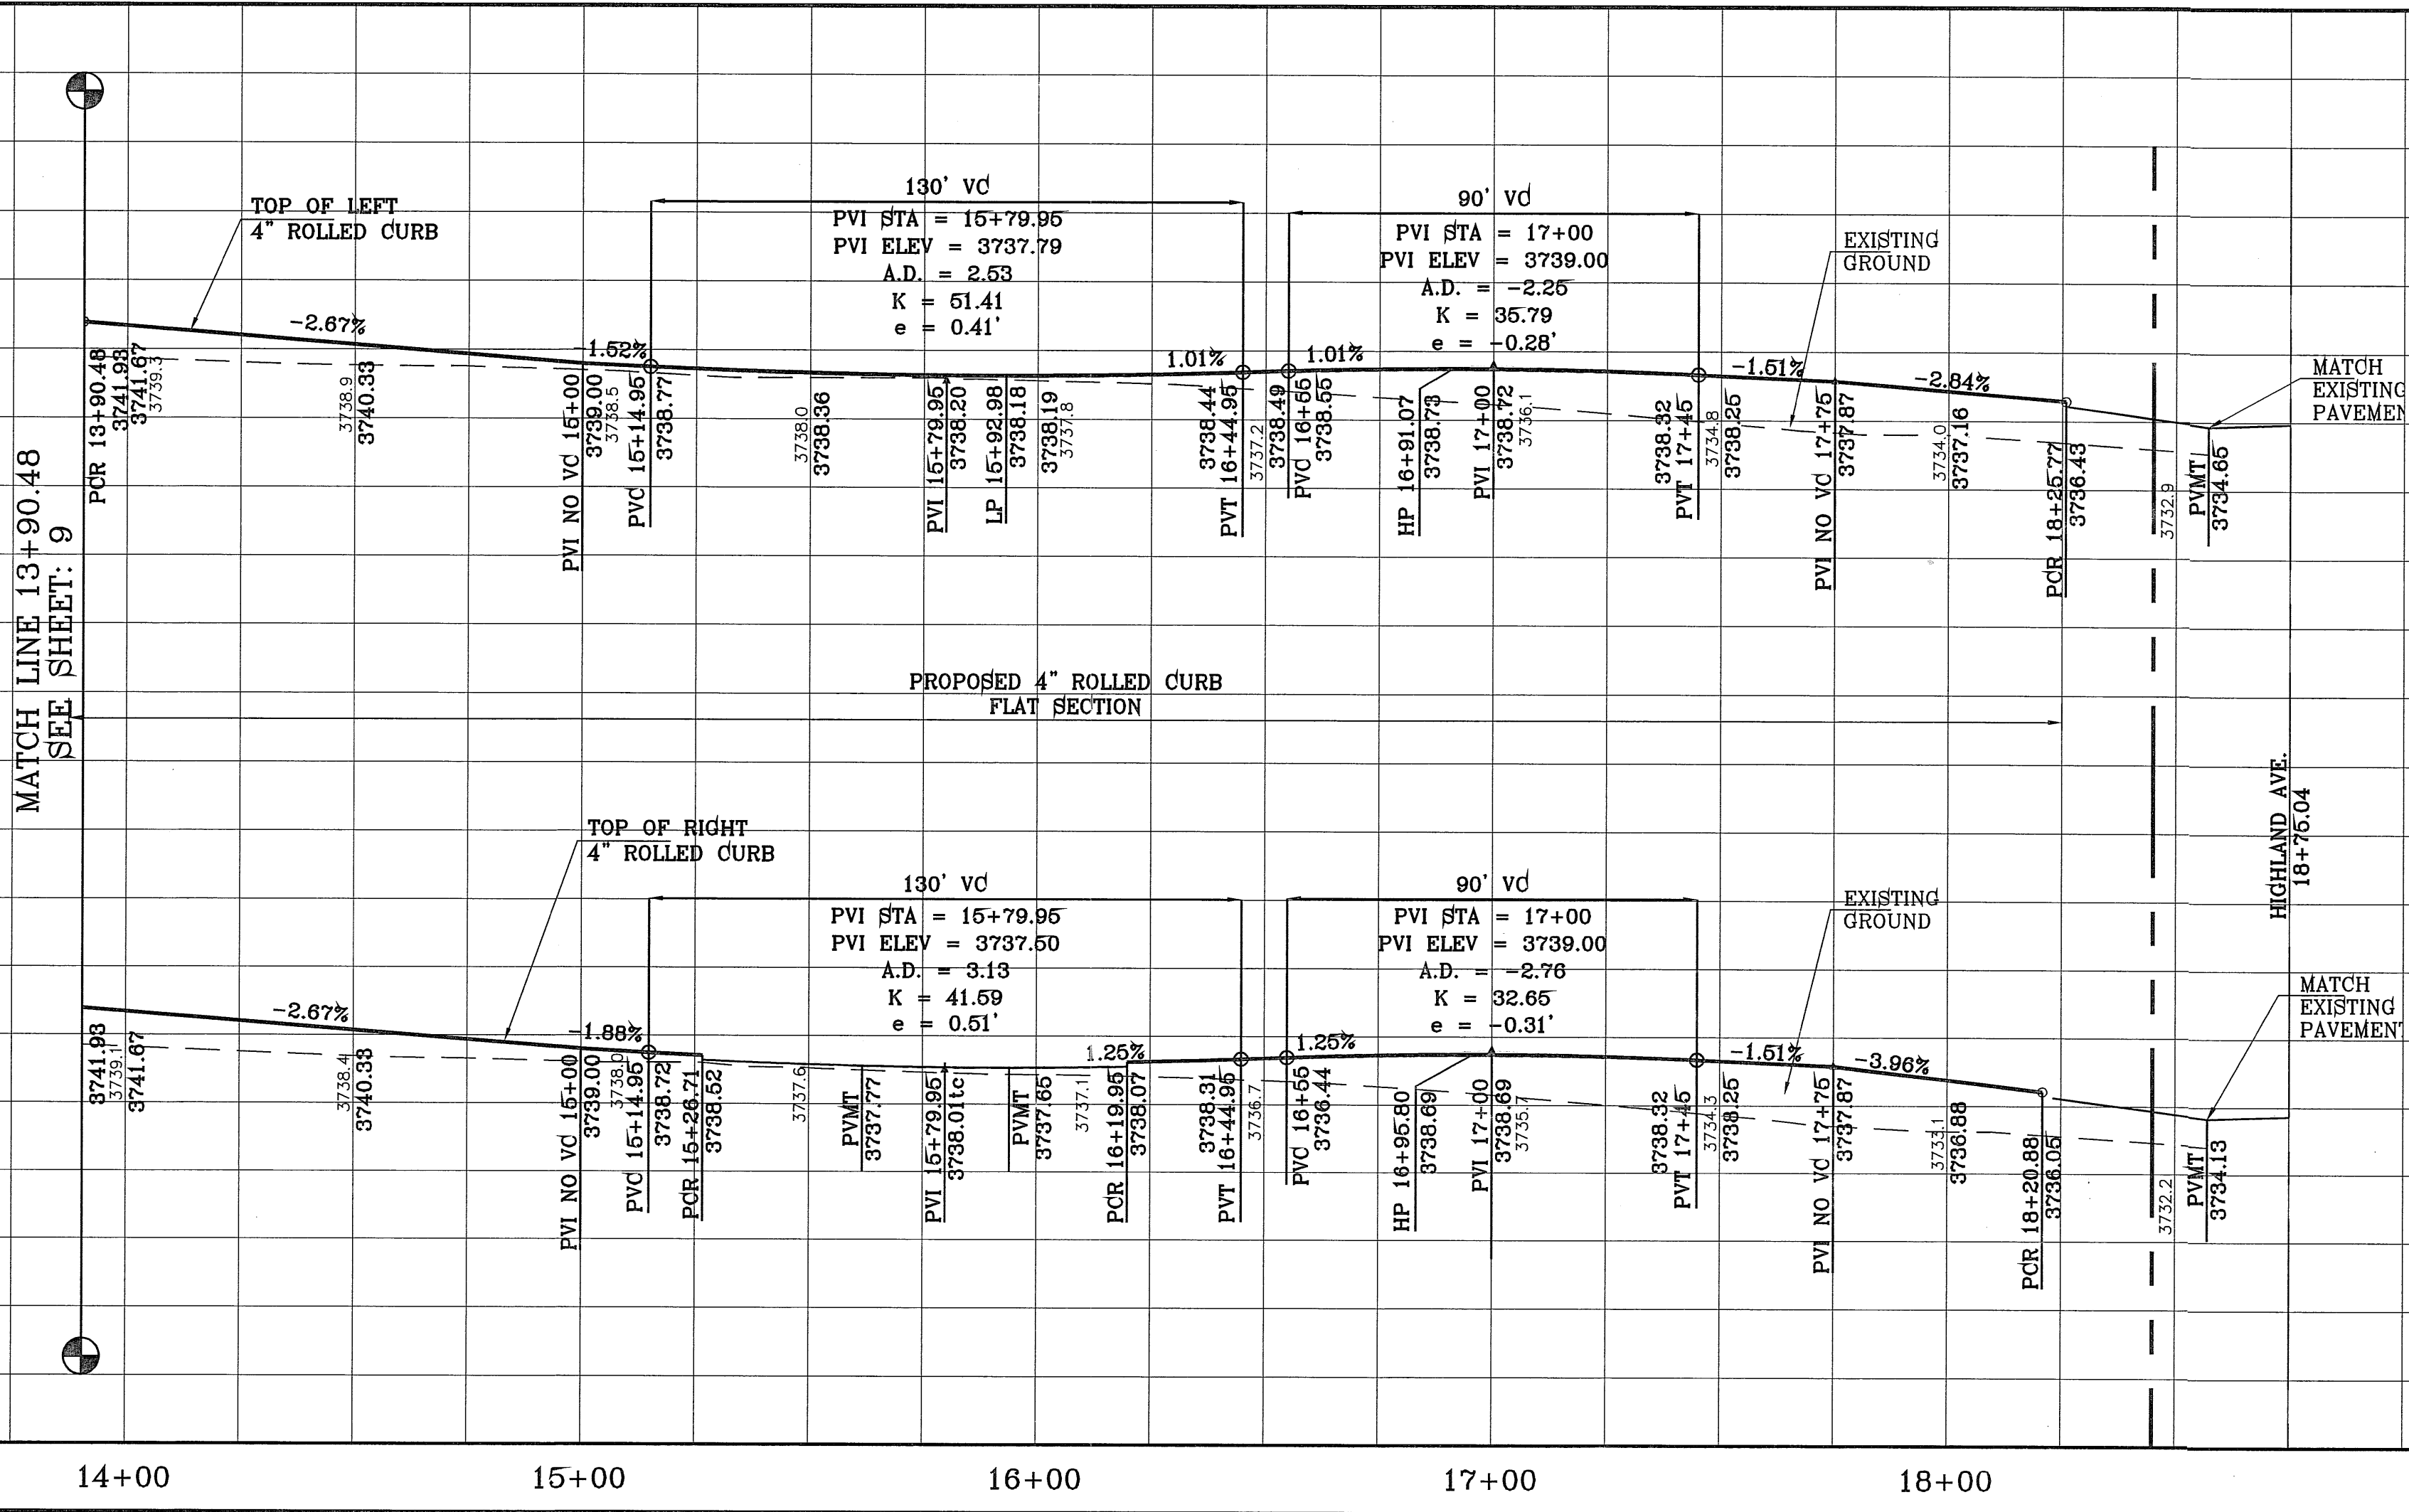 MATCH LINE 13+90.48
SEE SHEET: 9
TOP OF LEFT
4" ROLLED CURB
130' VC
PVI STA = 15+79.95
PVI ELEV = 3737.79
A.D. = 2.53
K = 51.41
e = 0.41'
90' VC
PVI STA = 17+00
PVI ELEV = 3739.00
A.D. = -2.25
K = 35.79
e = -0.28'
EXISTING
GROUND
MATCH
EXISTING
PAVEMEN
-2.67%
-1.52%
1.01%
1.01%
-1.51%
-2.84%
PCR 13+90.48
3741.93
3741.67
3739.3
3738.9
3740.33
PVI NO VC 15+00
3739.00
3738.5
PVC 15+14.95
3738.77
3738.0
3738.36
PVI 15+79.95
3738.20
LP 15+92.98
3738.18
3738.19
3737.8
3738.44
PVT 16+44.95
3737.2
3738.49
PVC 16+55
3738.55
HP 16+91.07
3738.73
PVI 17+00
3738.72
3736.1
3738.32
PVT 17+45
3734.8
3738.25
PVI NO VC 17+75
3737.87
3734.0
3737.16
PCR 18+25.77
3736.43
3732.9
PVMT
3734.65
PROPOSED 4" ROLLED CURB
FLAT SECTION
HIGHLAND AVE.
18+75.04
TOP OF RIGHT
4" ROLLED CURB
130' VC
PVI STA = 15+79.95
PVI ELEV = 3737.50
A.D. = 3.13
K = 41.59
e = 0.51'
90' VC
PVI STA = 17+00
PVI ELEV = 3739.00
A.D. = -2.76
K = 32.65
e = -0.31'
EXISTING
GROUND
MATCH
EXISTING
PAVEMENT
-2.67%
-1.88%
1.25%
1.25%
-1.51%
-3.96%
3741.93
3739.1
3741.67
3738.4
3740.33
PVI NO VC 15+00
3739.00
3738.0
PVC 15+14.95
3738.72
PCR 15+26.71
3738.52
3737.6
PVMT
3737.77
PVI 15+79.95
3738.01tc
PVMT
3737.65
3737.1
PCR 16+19.95
3738.07
3738.31
PVT 16+44.95
3736.7
PVC 16+55
3736.44
HP 16+95.80
3738.69
PVI 17+00
3738.69
3735.7
3738.32
PVT 17+45
3734.3
3738.25
PVI NO VC 17+75
3737.87
3733.1
3736.88
PCR 18+20.88
3736.05
3732.2
PVMT
3734.13
14+00
15+00
16+00
17+00
18+00